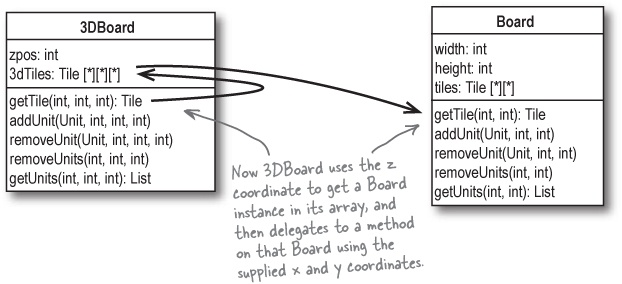 3DBoard
zpos: int
3dTiles: Tile [*][*][*]
getTile(int, int, int): Tile
addUnit(Unit, int, int, int)
removeUnit(Unit, int, int, int)
removeUnits(int, int, int)
getUnits(int, int, int): List
Board
width: int
height: int
tiles: Tile [*][*]
getTile(int, int): Tile
addUnit(Unit, int, int)
removeUnit(Unit, int, int)
removeUnits(int, int)
getUnits(int, int): List
Now 3DBoard uses the z
coordinate to get a Board
instance in its array, and
then delegates to a method
on that Board using the
supplied x and y coordinates.